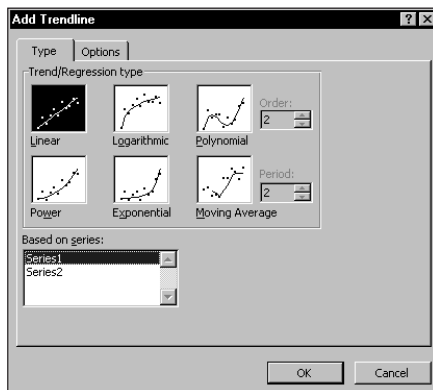 Add Trendline
Type Options
Trend/Regression type
Linear Logarithmic Polynomial
Order:
2
Power Exponential Moving Average
Period:
2
Based on series:
Series1
Series2
OK Cancel